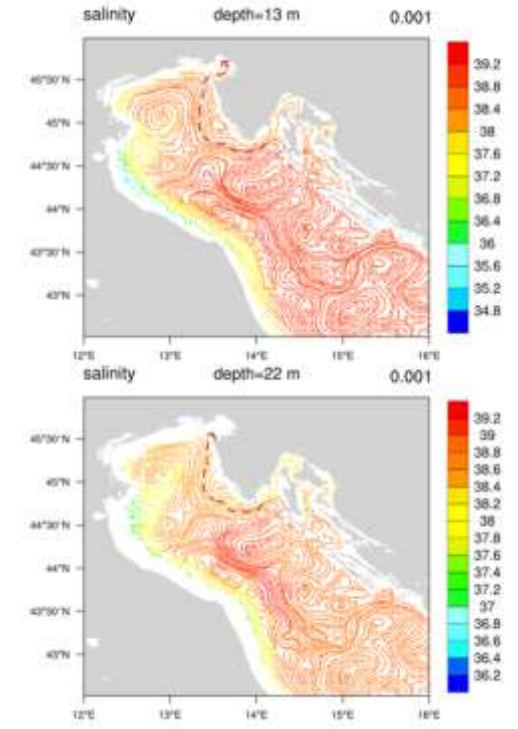 salinity depth=13 m 0.001
45°30' N
45°N
44°30' N
44°N
43°30' N
43°N
12°E 13°E 14°E 15°E 16°E
39.2
38.8
38.4
38
37.6
37.2
36.8
36.4
36
35.6
35.2
34.8
salinity depth=22 m 0.001
45°30' N
45°N
44°30' N
44°N
43°30' N
43°N
12°E 13°E 14°E 15°E 16°E
39.2
39
38.8
38.6
38.4
38.2
38
37.8
37.6
37.4
37.2
37
36.8
36.6
36.4
36.2